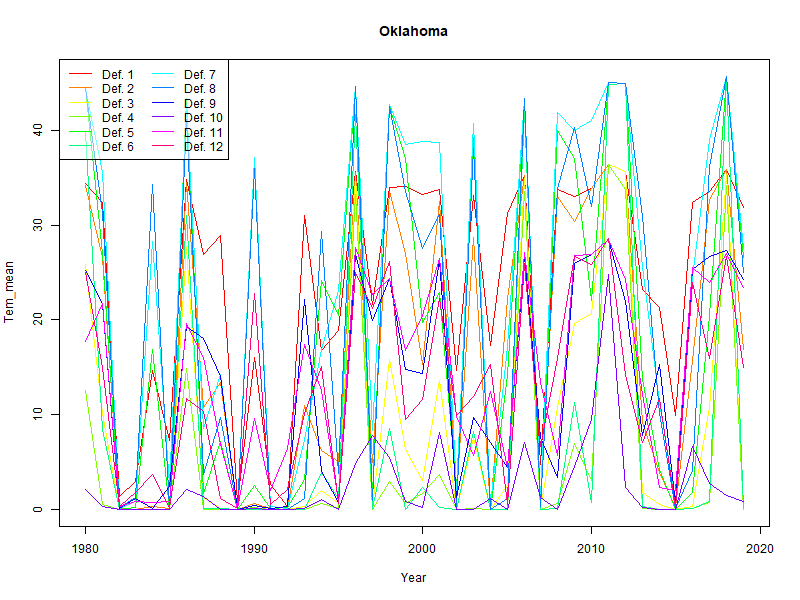 Oklahoma
Def. 1 Def. 7
Def. 2 Def. 8
Def. 3 Def. 9
Def. 4 Def. 10
Def. 5 Def. 11
Def. 6 Def. 12
Tern_mean
40
30
20
10
0
1980 1990 2000 2010 2020
Year